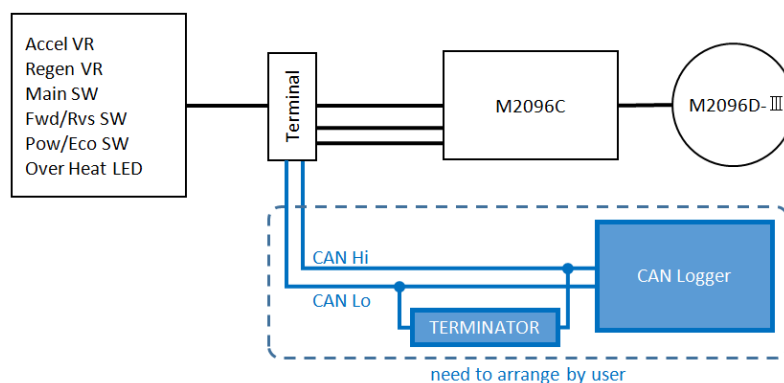 Accel VR
Regen VR
Main SW
Fwd/Rvs SW
Pow/Eco SW
Over Heat LED
Terminal
M2096C
M2096D-Ⅲ
CAN Hi
CAN Lo
TERMINATOR
CAN Logger
need to arrange by user